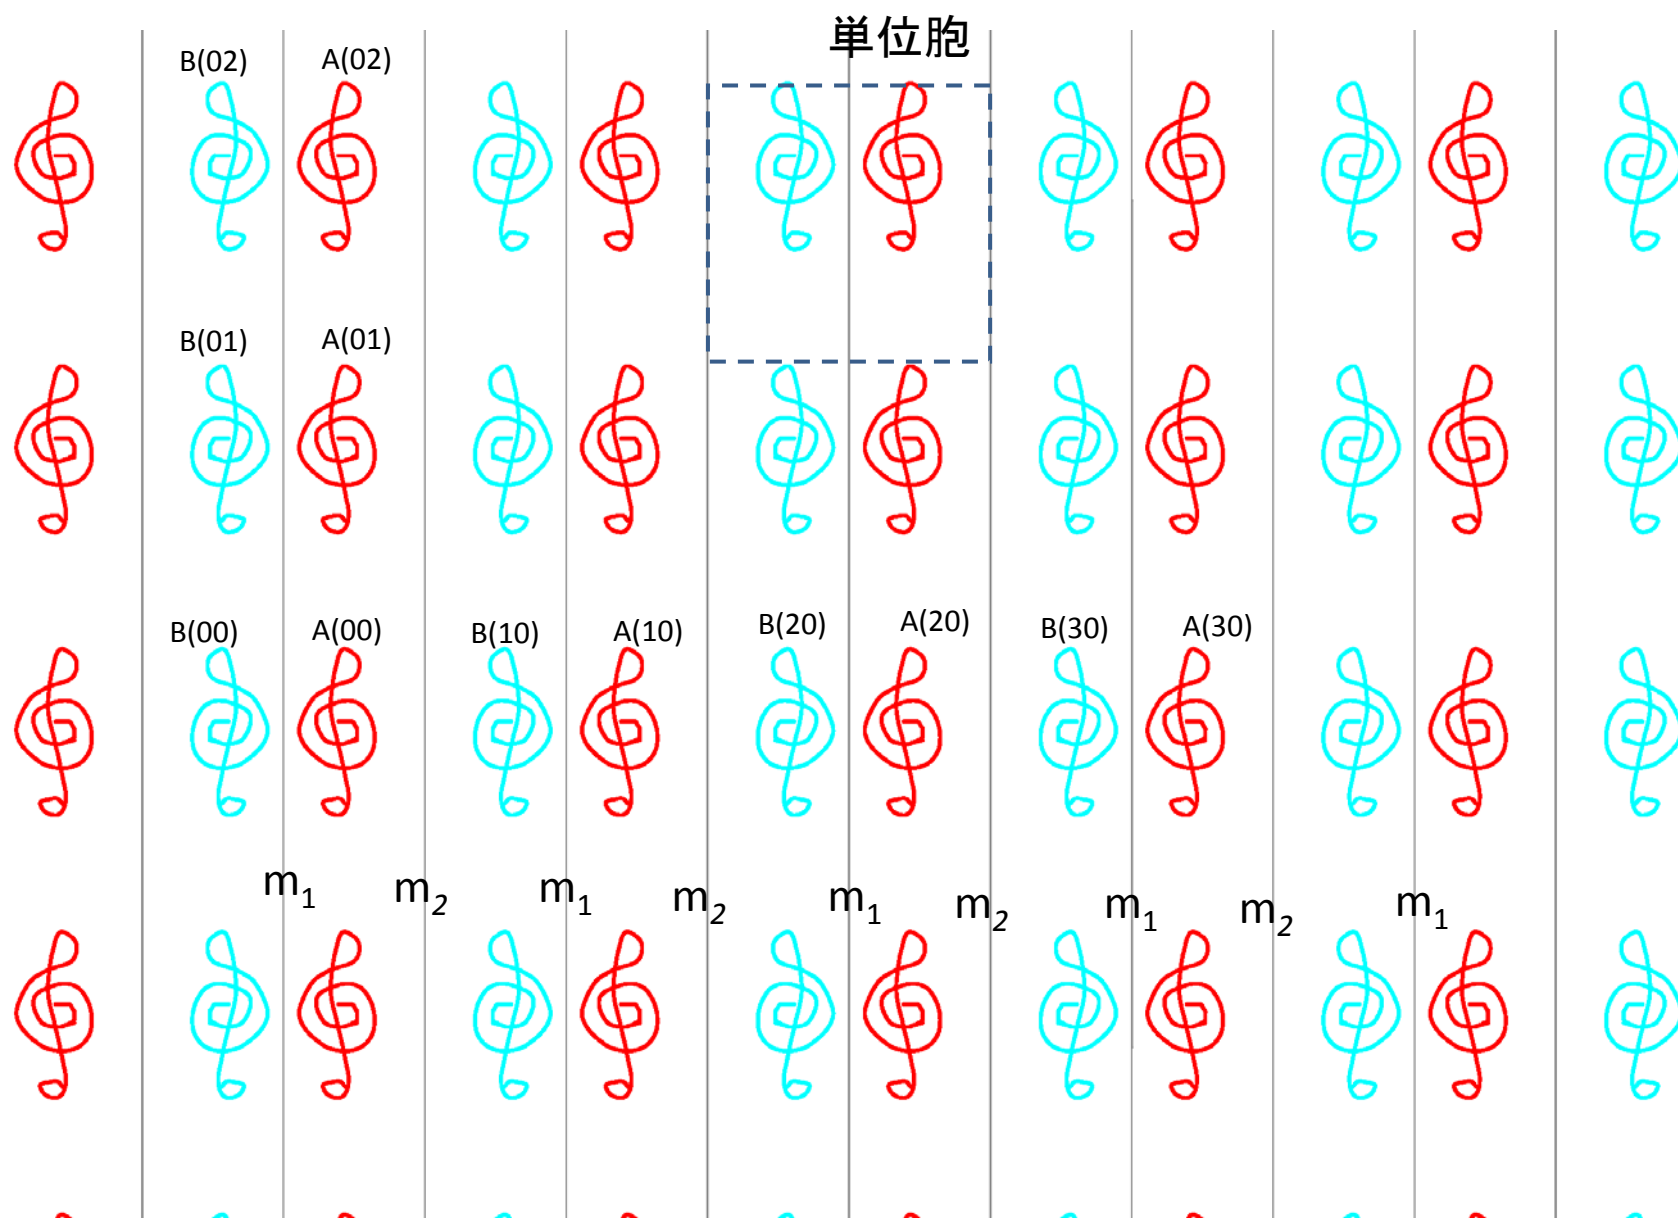 単位胞
B(02) A(02)
B(01) A(01)
B(00) A(00) B(10) A(10) B(20) A(20) B(30) A(30)
m1 m2 m1 m2 m1 m2 m1 m2 m1